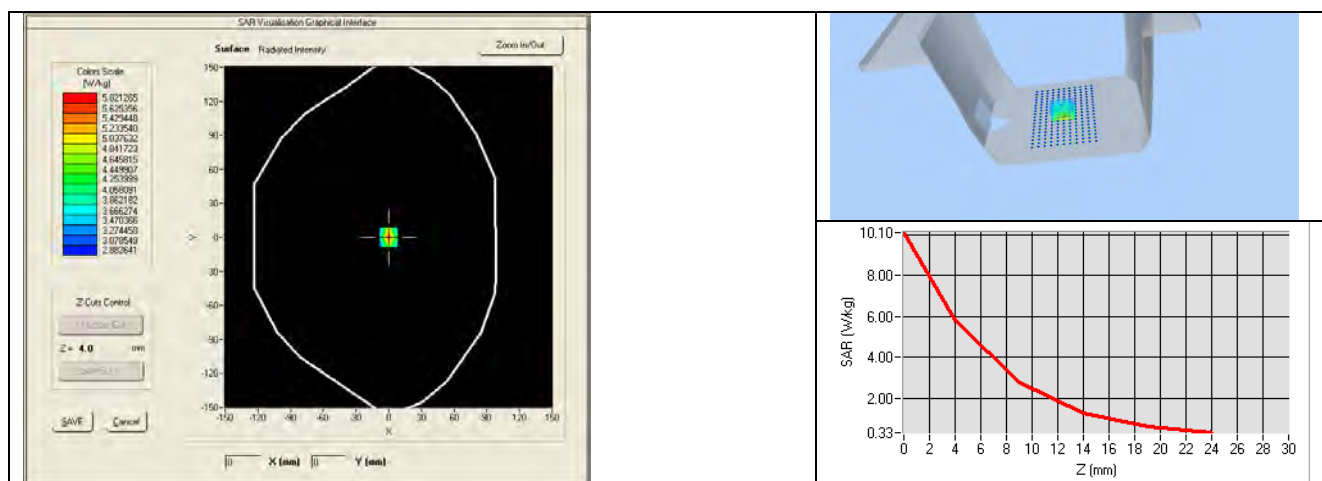 SAR Visualisation Graphical Interface
Surface Radiated Intensity
Zoom In/Out
Colors Scale
(W/kg)
5.821265
5.625356
5.429448
5.233540
5.037632
4.841723
4.645815
4.449907
4.253999
4.058091
3.862182
3.666274
3.470366
3.274458
3.078549
2.882641
150-
120-
90-
60-
30-
0-
-30-
-60-
-90-
-120-
-150-
Y
-150 -120 -90 -60 -30 0 30 60 90 120 150
X
Z Cuts Control
Z = 4.0 mm
SAVE Cancel
0 X (mm) 0 Y (mm)
10.10-
8.00-
6.00-
4.00-
2.00-
0.33-
SAR (W/kg)
0 2 4 6 8 10 12 14 16 18 20 22 24 26 28 30
Z (mm)